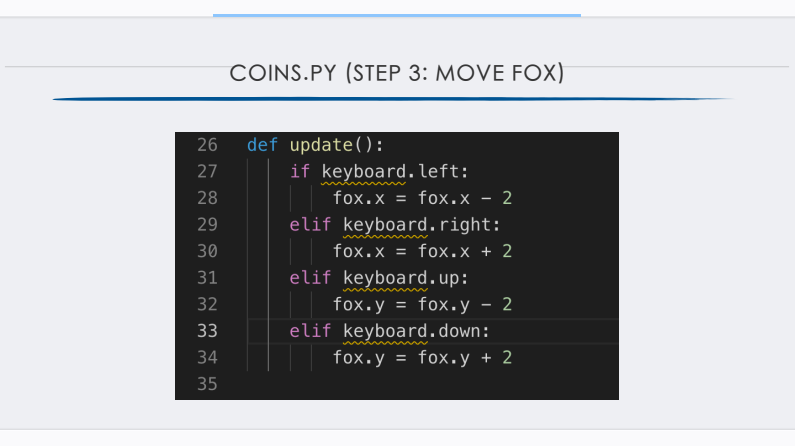 COINS.PY (STEP 3: MOVE FOX)
26 def update():
27     if keyboard.left:
28         fox.x = fox.x - 2
29     elif keyboard.right:
30         fox.x = fox.x + 2
31     elif keyboard.up:
32         fox.y = fox.y - 2
33     elif keyboard.down:
34         fox.y = fox.y + 2
35